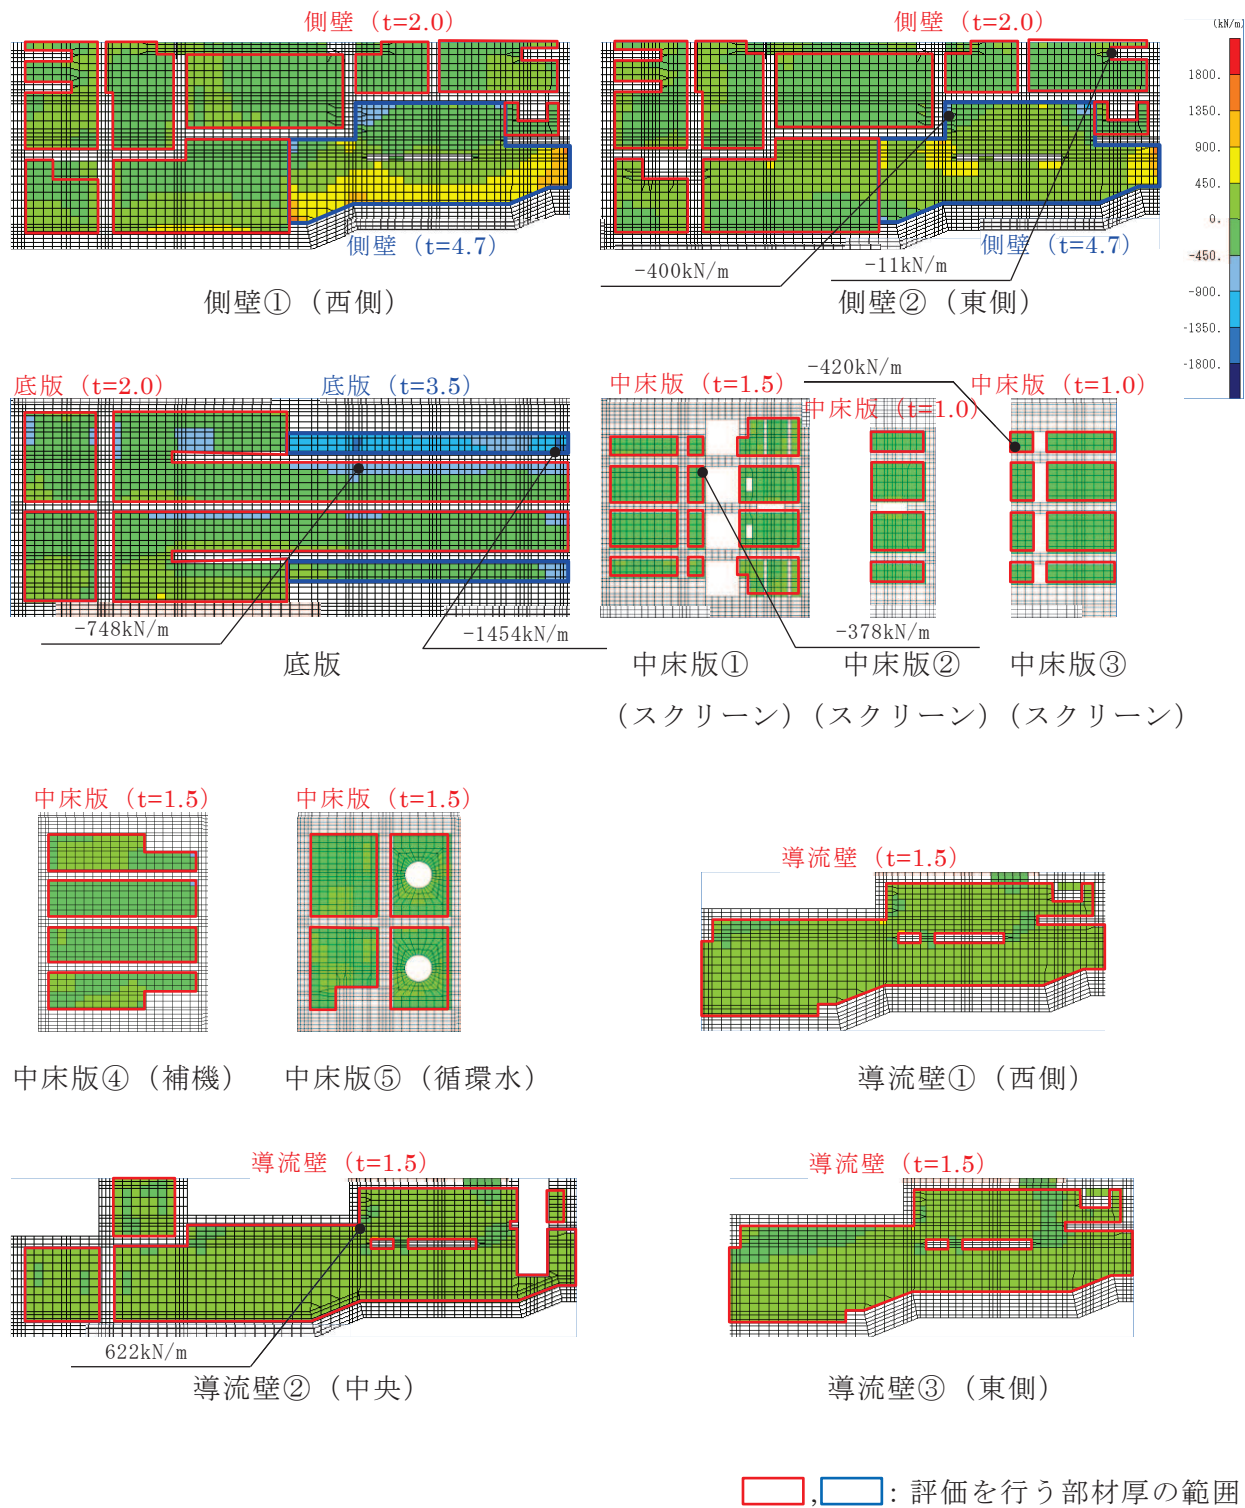 側壁（t=2.0）
側壁（t=2.0）
(kN/m)
1800.
1350.
900.
450.
0.
-450.
-900.
-1350.
-1800.
側壁（t=4.7）
側壁（t=4.7）
-400kN/m
-11kN/m
側壁①（西側）
側壁②（東側）
底版（t=2.0）
底版（t=3.5）
中床版（t=1.5）
-420kN/m
中床版（t=1.0）
中床版（t=1.0）
-748kN/m
-1454kN/m
-378kN/m
底版
中床版①
中床版②
中床版③
（スクリーン）
（スクリーン）
（スクリーン）
中床版（t=1.5）
中床版（t=1.5）
導流壁（t=1.5）
中床版④（補機）
中床版⑤（循環水）
導流壁①（西側）
導流壁（t=1.5）
導流壁（t=1.5）
622kN/m
導流壁②（中央）
導流壁③（東側）
,
：評価を行う部材厚の範囲